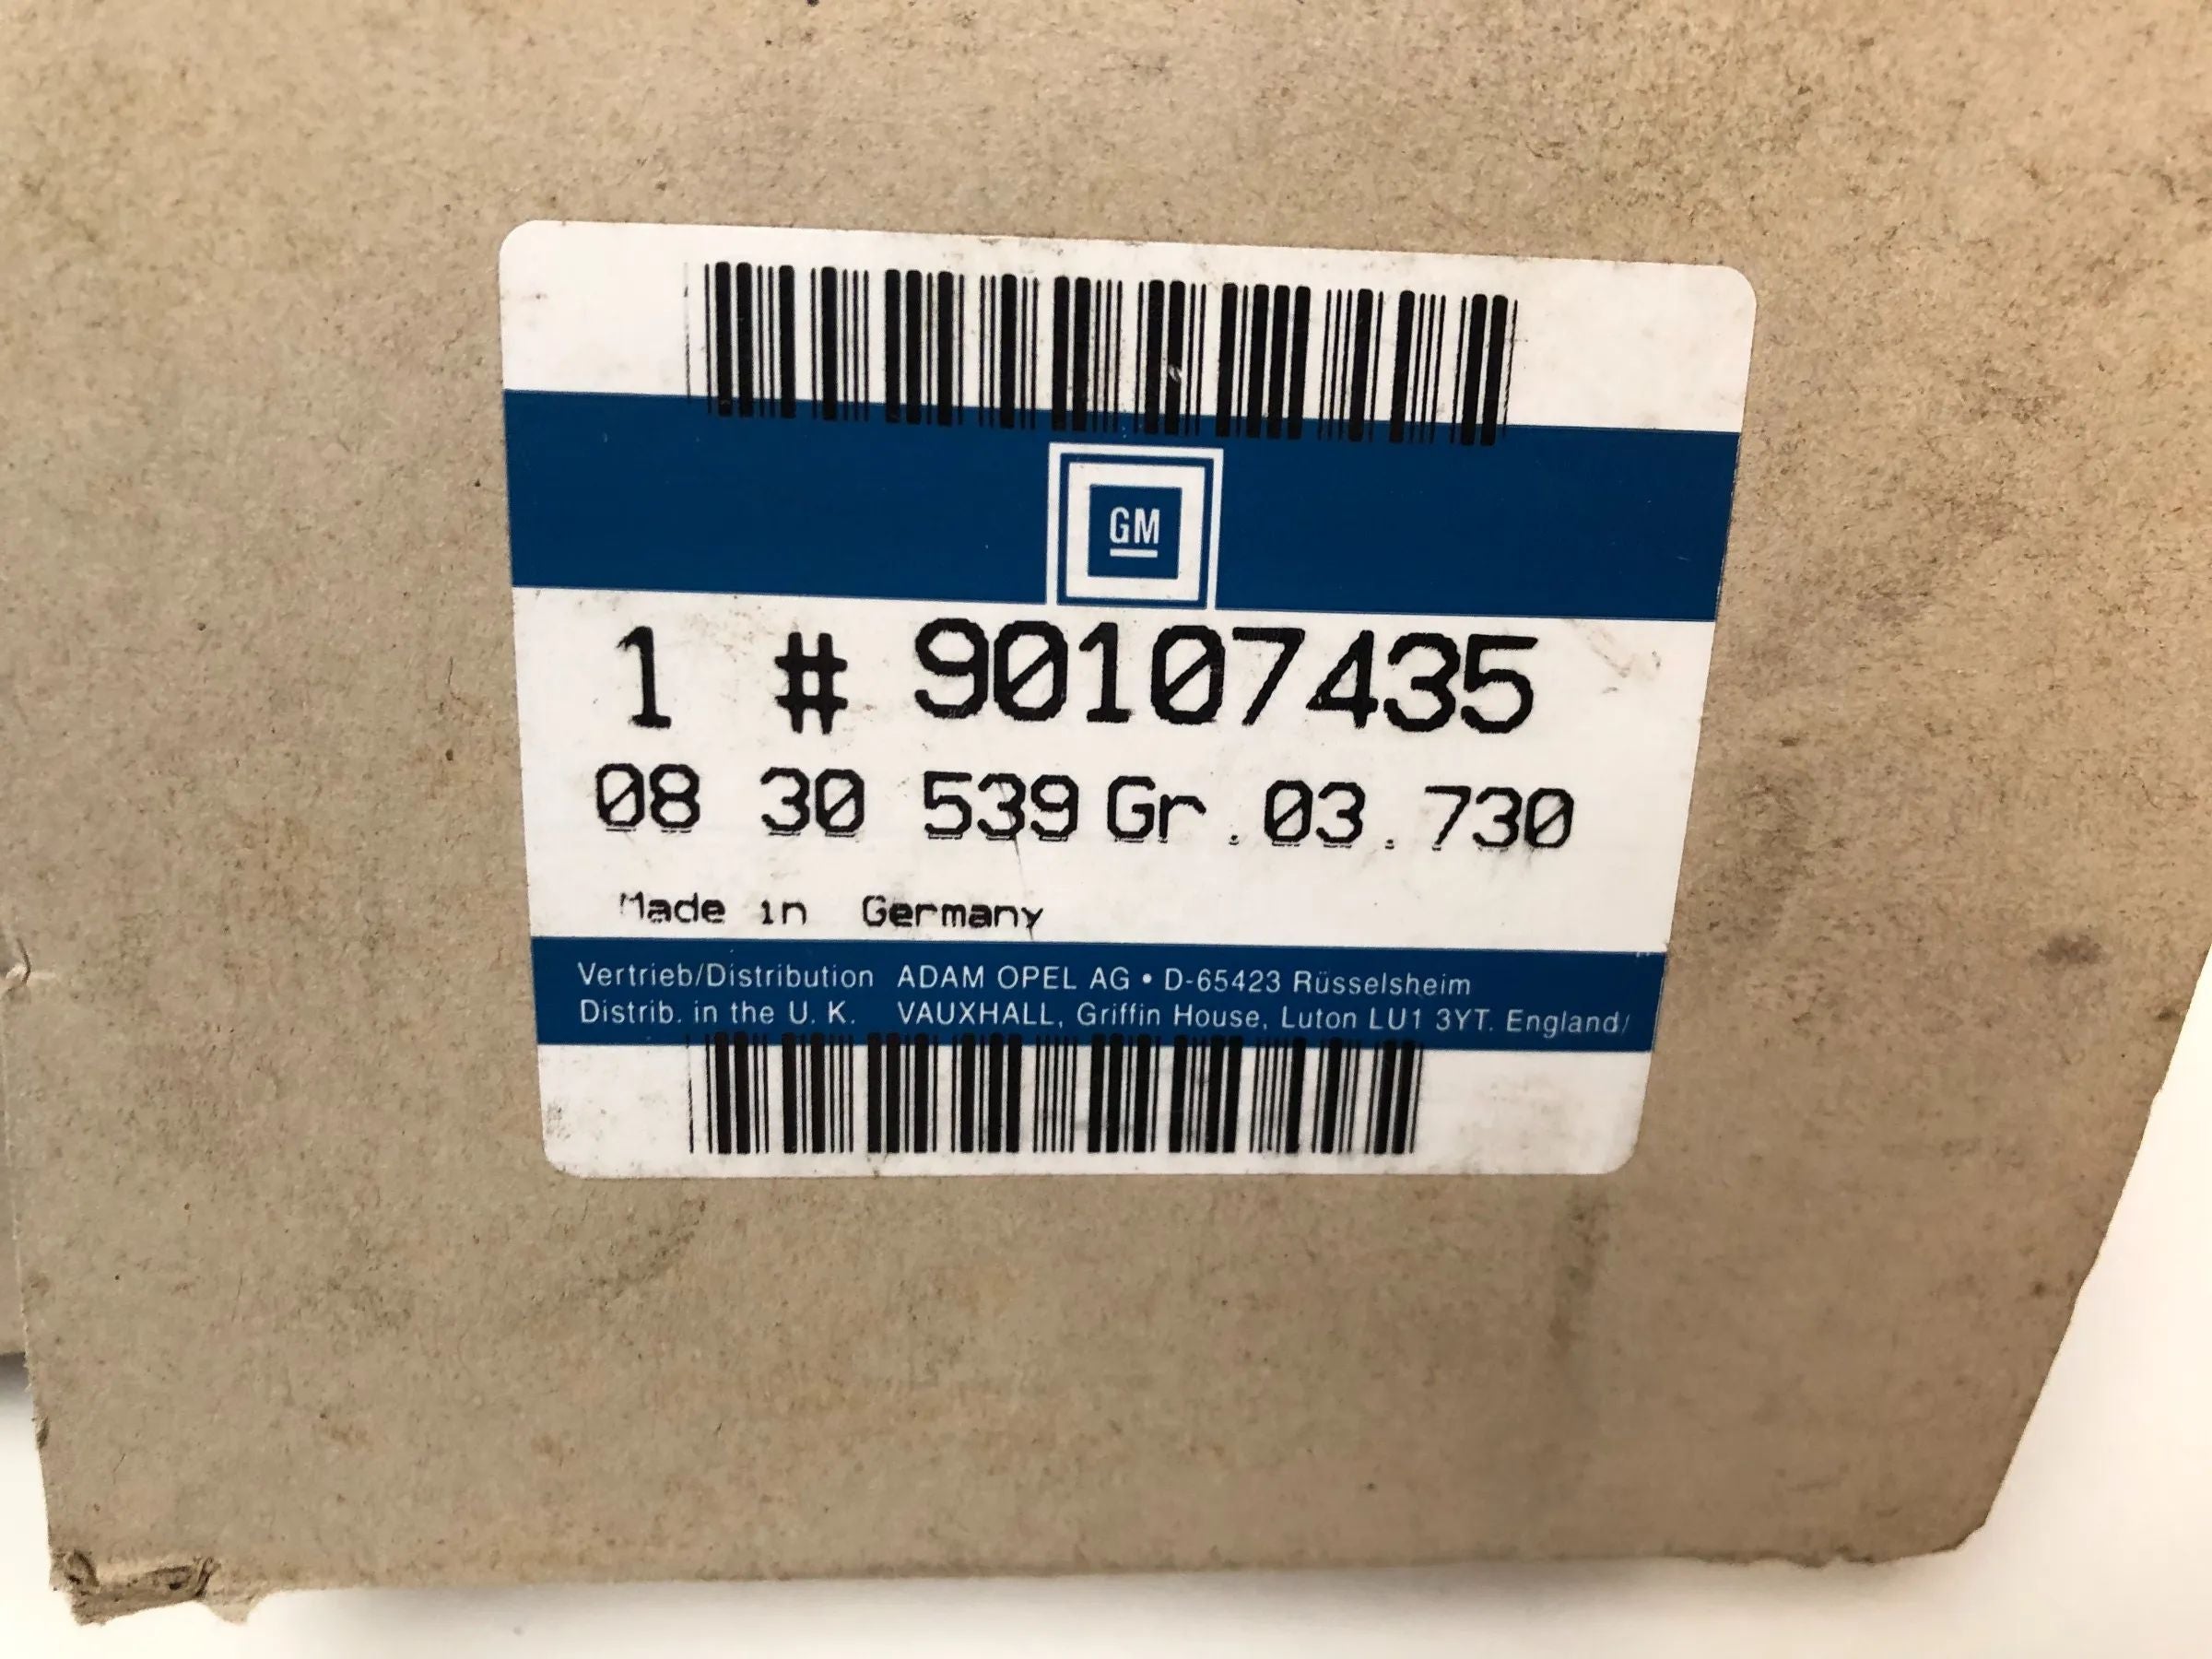 GM
1 # 90107435
08 30 539 Gr.03.730
Made in Germany
Vertrieb/Distribution ADAM OPEL AG • D-65423 Rüsselsheim
Distrib. in the U. K. VAUXHALL, Griffin House, Luton LU1 3YT. England/